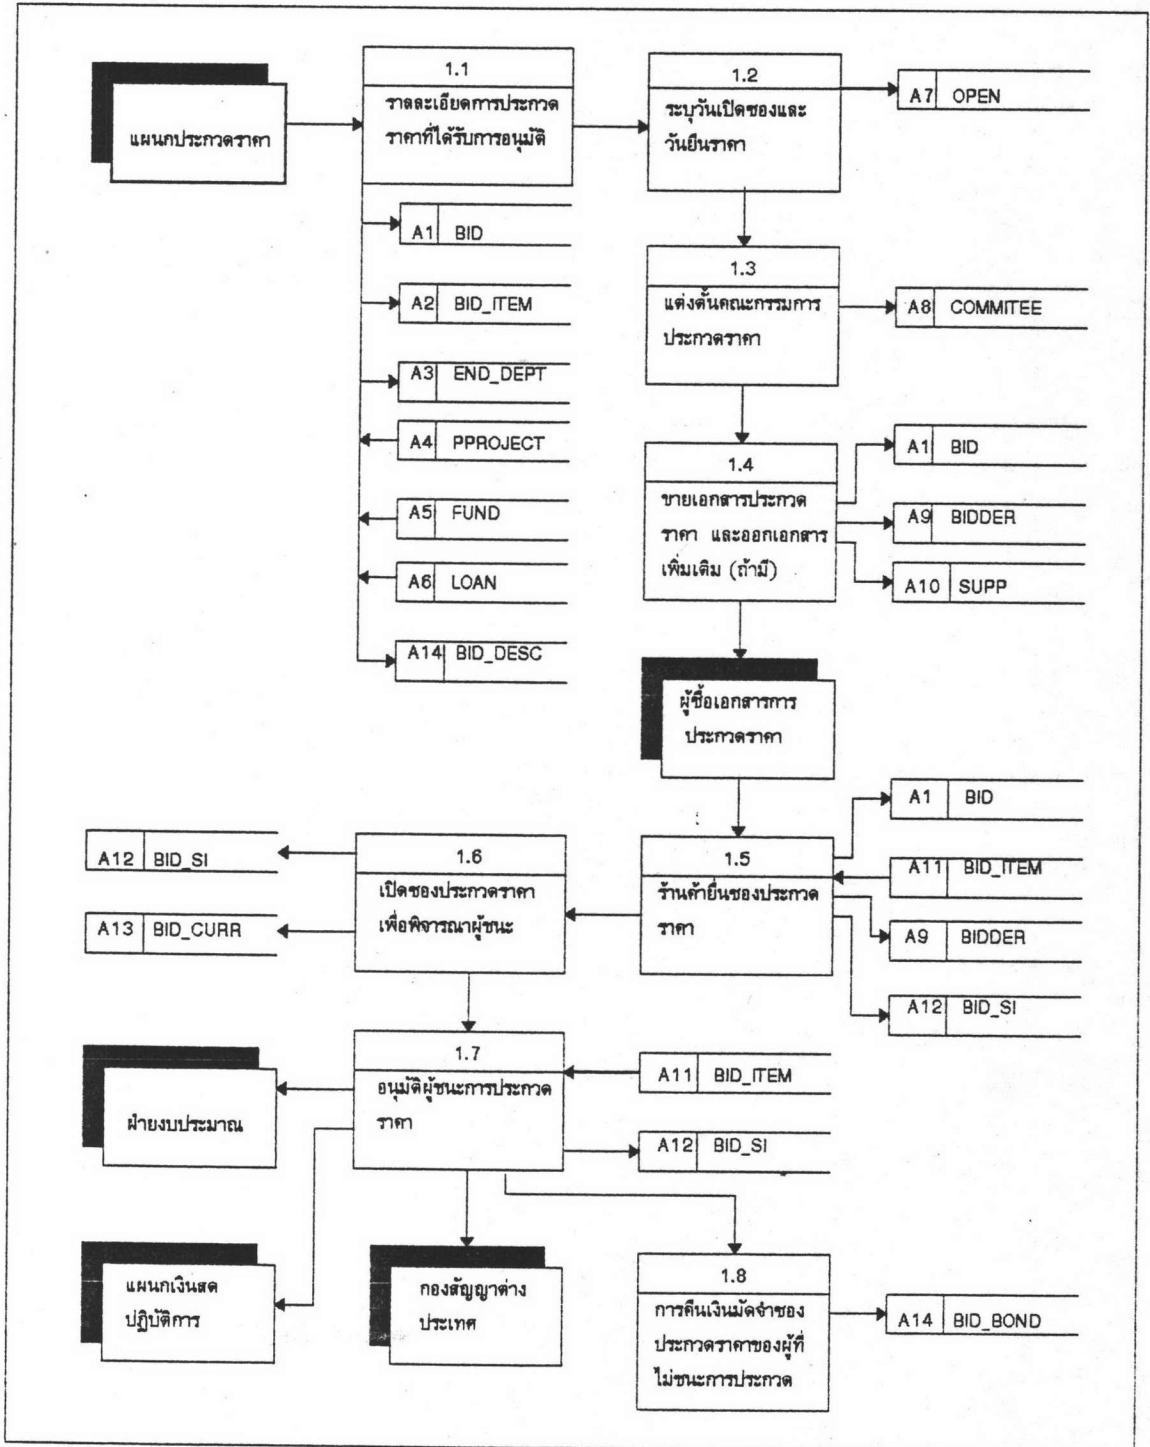 แผนกประกวดราคา
1.1
ราลละเอียดการประกวด
ราคาที่ได้รับการอนุมัติ
1.2
ระบุวันเปิดซองและ
วันยืนราคา
A7 OPEN
A1 BID
A2 BID_ITEM
A3 END_DEPT
A4 PPROJECT
A5 FUND
A6 LOAN
A14 BID_DESC
1.3
แต่งตั้นคณะกรรมการ
ประกวดราคา
A8 COMMITEE
1.4
ขายเอกสารประกวด
ราคา และออกเอกสาร
เพิ่มเติม (ถ้ามี)
A1 BID
A9 BIDDER
A10 SUPP
ผู้ซื้อเอกสารการ
ประกวดราคา
1.5
ร้านค้ายื่นซองประกวด
ราคา
A1 BID
A11 BID_ITEM
A9 BIDDER
A12 BID_SI
1.6
เปิดซองประกวดราคา
เพื่อพิจารณาผู้ชนะ
A12 BID_SI
A13 BID_CURR
1.7
อนุมัติผู้ชนะการประกวด
ราคา
A11 BID_ITEM
A12 BID_SI
ฝ่ายงบประมาณ
แผนกเงินสด
ปฏิบัติการ
กองสัญญาต่าง
ประเทศ
1.8
การคืนเงินมัดจำซอง
ประกวดราคาของผู้ที่
ไม่ชนะการประกวด
A14 BID_BOND